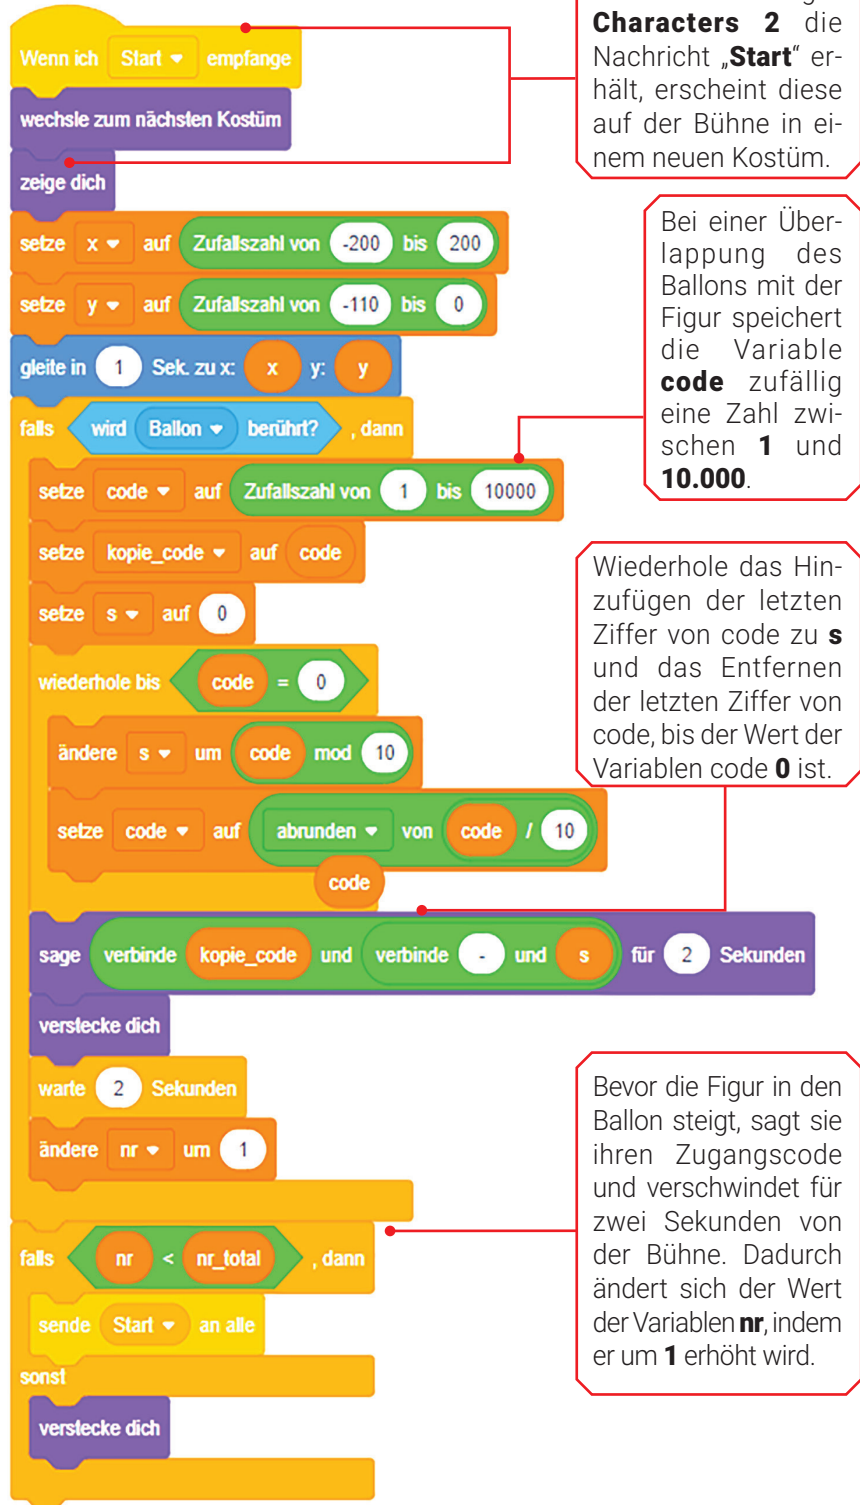 Wenn ich Start empfange
wechsle zum nächsten Kostüm
zeige dich
setze x auf Zufallszahl von -200 bis 200
setze y auf Zufallszahl von -110 bis 0
gleite in 1 Sek. zu x: x y: y
falls wird Ballon berührt? , dann
setze code auf Zufallszahl von 1 bis 10000
setze kopie_code auf code
setze s auf 0
wiederhole bis code = 0
ändere s um code mod 10
setze code auf abrunden von code / 10
code
sage verbinde kopie_code und verbinde - und s für 2 Sekunden
verstecke dich
warte 2 Sekunden
ändere nr um 1
falls nr < nr_total , dann
sende Start an alle
sonst
verstecke dich
Characters 2 die
Nachricht „Start“ er-
hält, erscheint diese
auf der Bühne in ei-
nem neuen Kostüm.
Bei einer Über-
lappung des
Ballons mit der
Figur speichert
die Variable
code zufällig
eine Zahl zwi-
schen 1 und
10.000.
Wiederhole das Hin-
zufügen der letzten
Ziffer von code zu s
und das Entfernen
der letzten Ziffer von
code, bis der Wert der
Variablen code 0 ist.
Bevor die Figur in den
Ballon steigt, sagt sie
ihren Zugangscode
und verschwindet für
zwei Sekunden von
der Bühne. Dadurch
ändert sich der Wert
der Variablen nr, indem
er um 1 erhöht wird.